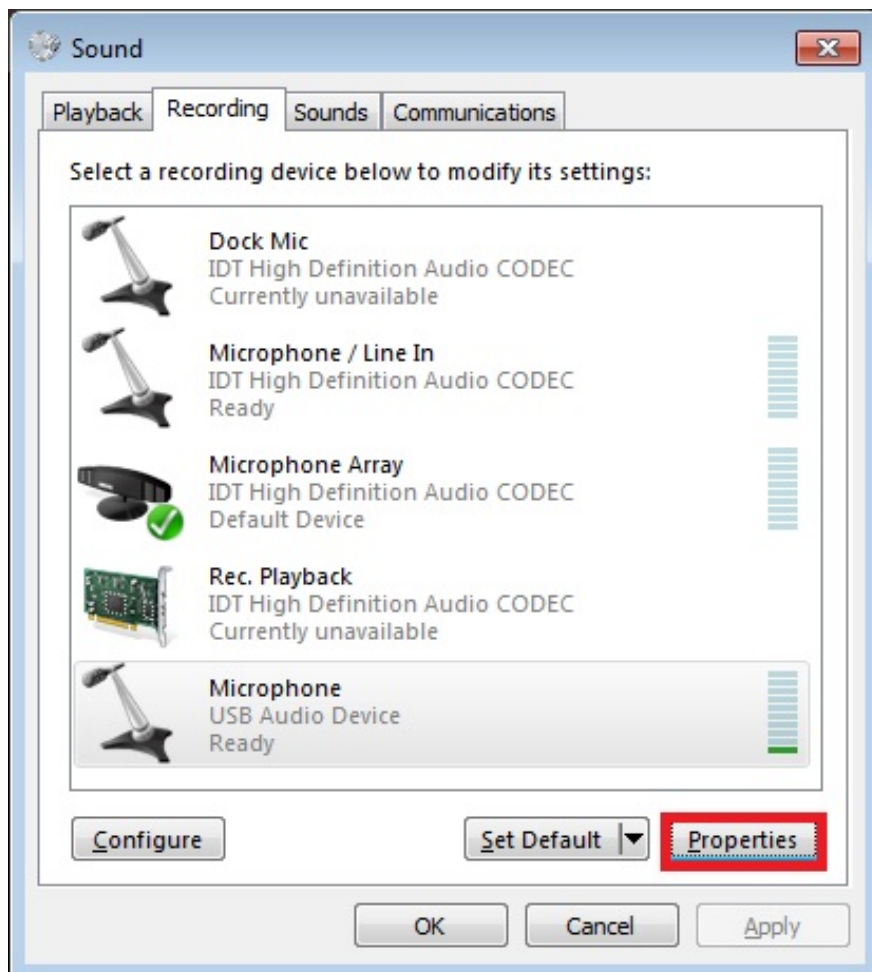 Sound
Playback Recording Sounds Communications
Select a recording device below to modify its settings:
Dock Mic
IDT High Definition Audio CODEC
Currently unavailable
Microphone / Line In
IDT High Definition Audio CODEC
Ready
Microphone Array
IDT High Definition Audio CODEC
Default Device
Rec. Playback
IDT High Definition Audio CODEC
Currently unavailable
Microphone
USB Audio Device
Ready
Configure Set Default Properties
OK Cancel Apply